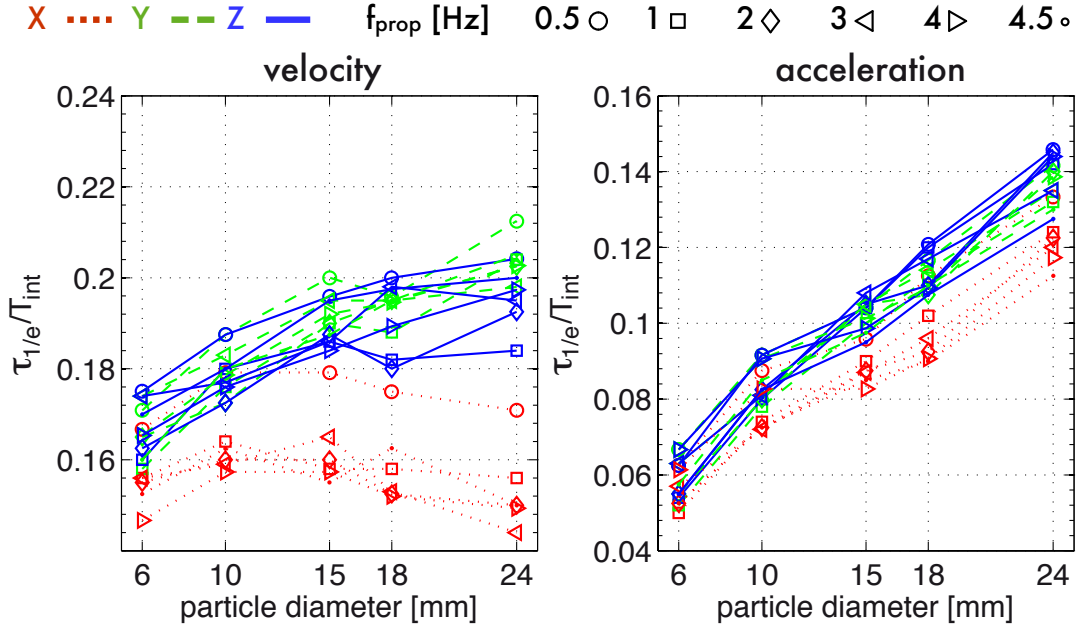 X Y Z f_prop [Hz] 0.5 1 2 3 4 4.5
velocity
0.24
0.22
0.2
0.18
0.16
τ_1/e/T_int
6 10 15 18 24
particle diameter [mm]
acceleration
0.16
0.14
0.12
0.1
0.08
0.06
0.04
τ_1/e/T_int
6 10 15 18 24
particle diameter [mm]